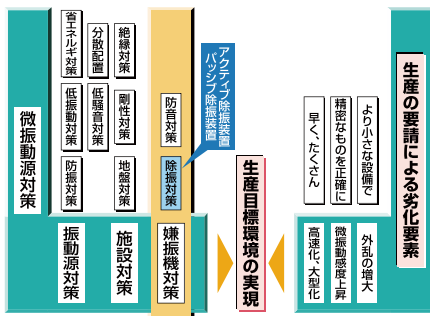 生産の要請による劣化要素
より小さな設備で
精密なものを正確に
早く、たくさん
外乱の増大
微振動感度上昇
高速化、大型化
生産目標環境の実現
アクティブ除振装置
パッシブ除振装置
防音対策
除振対策
嫌振機対策
絶縁対策
剛性対策
地盤対策
施設対策
分散配置
低騒音対策
省エネルギ対策
低振動対策
防振対策
振動源対策
微振動源対策